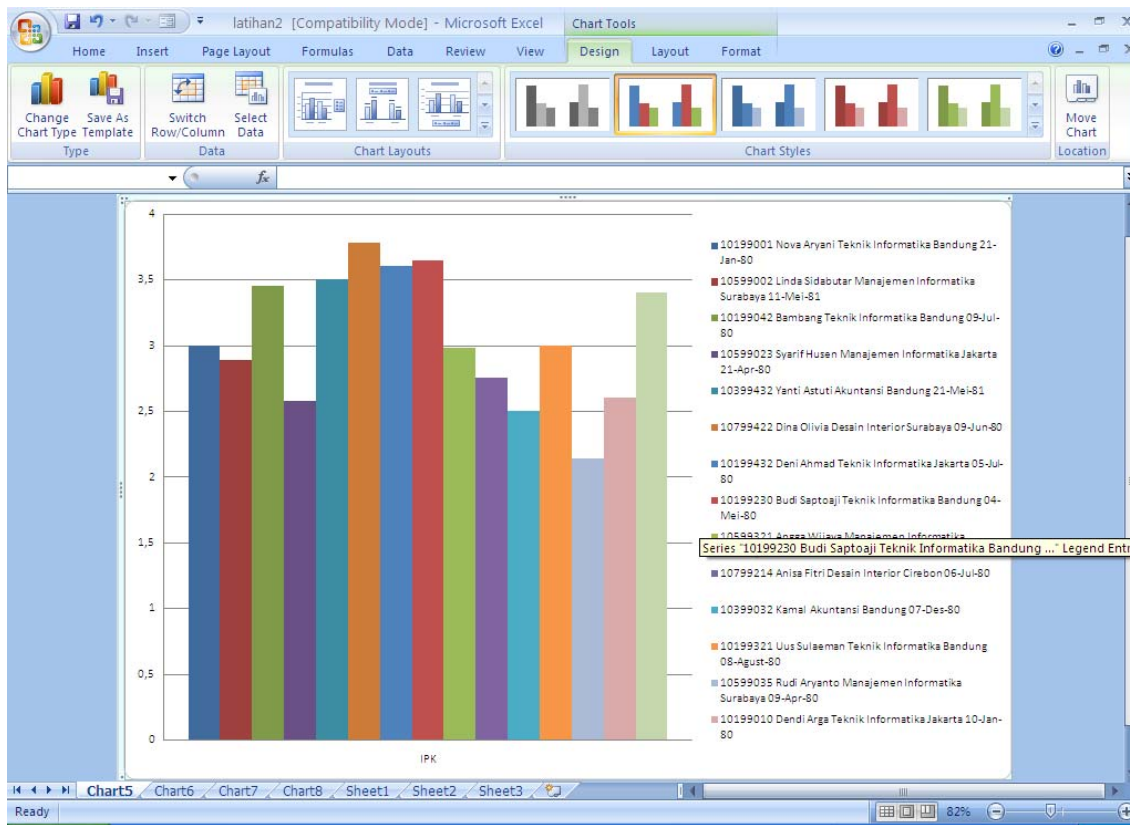 latihan2 [Compatibility Mode] - Microsoft Excel
Chart Tools
Home Insert Page Layout Formulas Data Review View Design Layout Format
Change Chart Type
Save As Template
Switch Row/Column
Select Data
Move Chart
Type Data Chart Layouts Chart Styles Location
fx
4
3,5
3
2,5
2
1,5
1
0,5
0
IPK
10199001 Nova Aryani Teknik Informatika Bandung 21-
Jan-80
10599002 Linda Sidabutar Manajemen Informatika
Surabaya 11-Mei-81
10199042 Bambang Teknik Informatika Bandung 09-Jul-
80
10599023 Syarif Husen Manajemen Informatika Jakarta
21-Apr-80
10399432 Yanti Astuti Akuntansi Bandung 21-Mei-81
10799422 Dina Olivia Desain Interior Surabaya 09-Jun-80
10199432 Deni Ahmad Teknik Informatika Jakarta 05-Jul-
80
10199230 Budi Saptoaji Teknik Informatika Bandung 04-
Mei-80
10599321 Angga Wijaya Manajemen Informatika
Series "10199230 Budi Saptoaji Teknik Informatika Bandung ..." Legend Entr
10799214 Anisa Fitri Desain Interior Cirebon 06-Jul-80
10399032 Kamal Akuntansi Bandung 07-Des-80
10199321 Uus Sulaeman Teknik Informatika Bandung
08-Agust-80
10599035 Rudi Aryanto Manajemen Informatika
Surabaya 09-Apr-80
10199010 Dendi Arga Teknik Informatika Jakarta 10-Jan-
80
Chart5 Chart6 Chart7 Chart8 Sheet1 Sheet2 Sheet3
Ready
82%